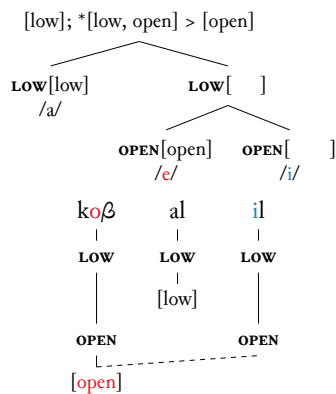 [low]; *[low, open] > [open]
LOW[low] LOW[ ]
/a/
OPEN[open] OPEN[ ]
/e/ /i/
koβ al il
LOW LOW LOW
[low]
OPEN OPEN
[open]